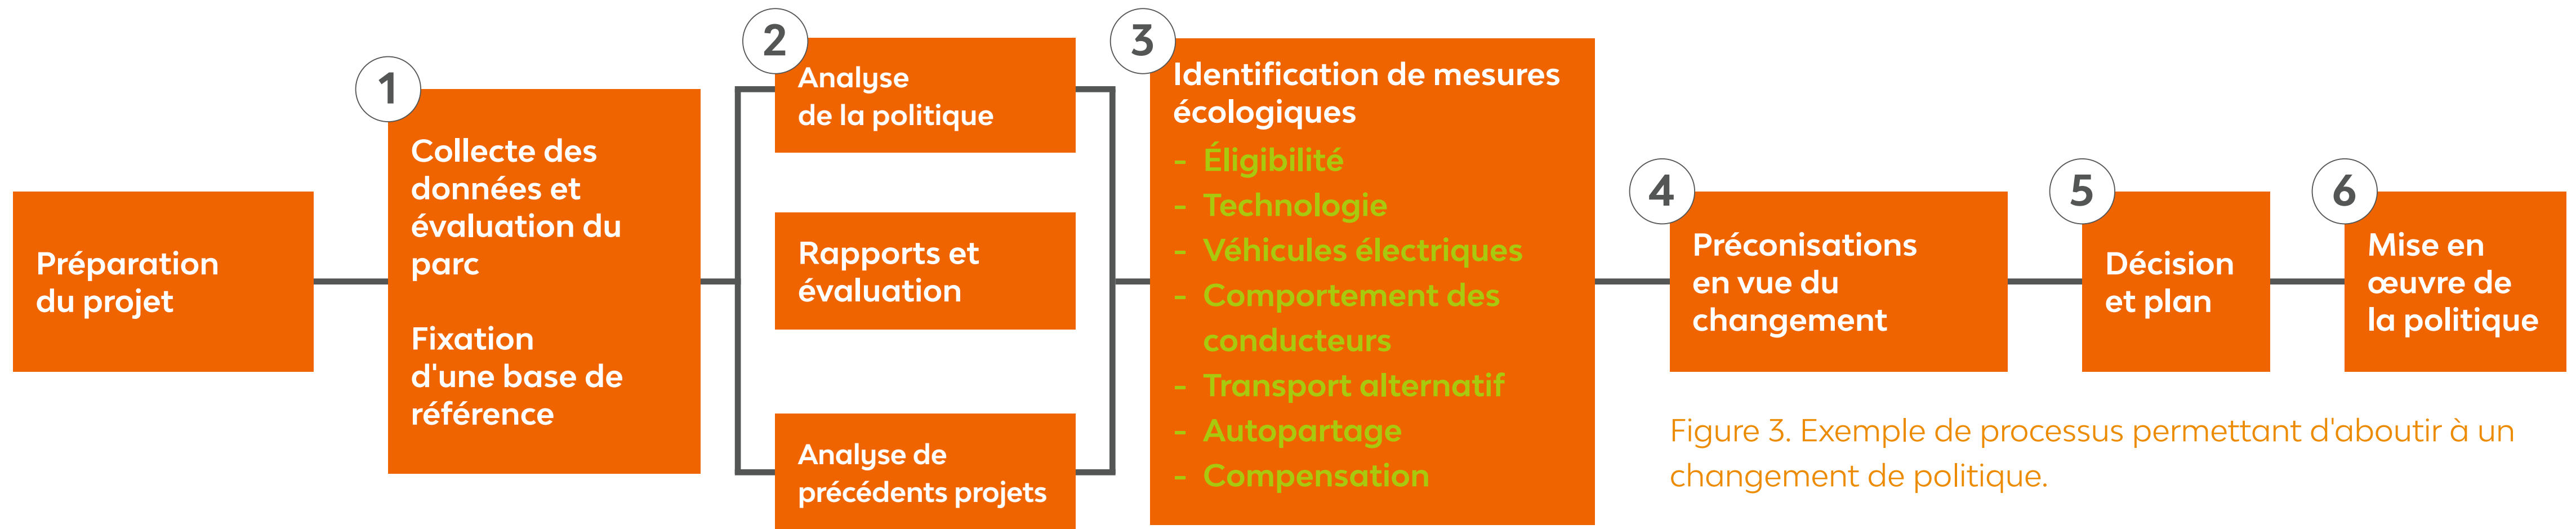 Préparation
du projet
1
Collecte des
données et
évaluation du
parc
Fixation
d'une base de
référence
2
Analyse
de la politique
Rapports et
évaluation
Analyse de
précédents projets
3
Identification de mesures
écologiques
- Éligibilité
- Technologie
- Véhicules électriques
- Comportement des
conducteurs
- Transport alternatif
- Autopartage
- Compensation
4
Préconisations
en vue du
changement
5
Décision
et plan
6
Mise en
œuvre de
la politique
Figure 3. Exemple de processus permettant d'aboutir à un
changement de politique.